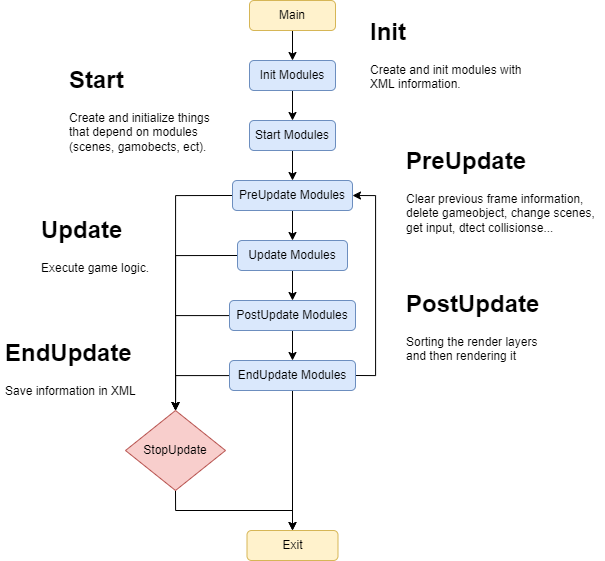 Main
Init
Create and init modules with
XML information.
Init Modules
Start
Create and initialize things
that depend on modules
(scenes, gamobects, ect).
Start Modules
PreUpdate
Clear previous frame information,
delete gameobject, change scenes,
get input, dtect collisionse...
PreUpdate Modules
Update
Execute game logic.
Update Modules
PostUpdate
Sorting the render layers
and then rendering it
PostUpdate Modules
EndUpdate
Save information in XML
EndUpdate Modules
StopUpdate
Exit